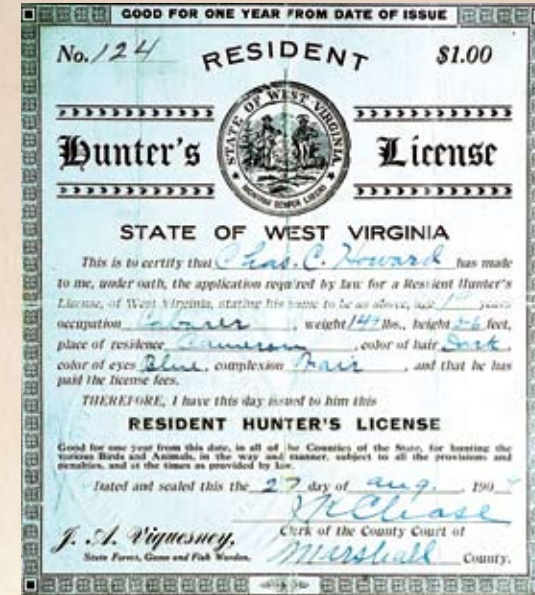 GOOD FOR ONE YEAR FROM DATE OF ISSUE
No. 124 RESIDENT $1.00
STATE OF WEST VIRGINIA
MONTANI SEMPER LIBERI
Hunter's License
STATE OF WEST VIRGINIA
This is to certify that Chas. C. Howard has made
to me, under oath, the application required by law for a Resident Hunter's
License, of West Virginia, stating his name to be as above, age years
occupation Laborer, weight 147 lbs., height 5-6 feet,
place of residence Cameron, color of hair Dark,
color of eyes Blue, complexion Fair, and that he has
paid the license fees.
THEREFORE, I have this day issued to him this
RESIDENT HUNTER'S LICENSE
Good for one year from this date, in all of the Counties of the State, for hunting the
various Birds and Animals, in the way and manner, subject to all the provisions and
penalties, and at the times as provided by law.
Dated and sealed this the 27 day of aug. 190
Chase
J. A. Viquesney, Clerk of the County Court of
State Forest, Game and Fish Warden. Marshall County.